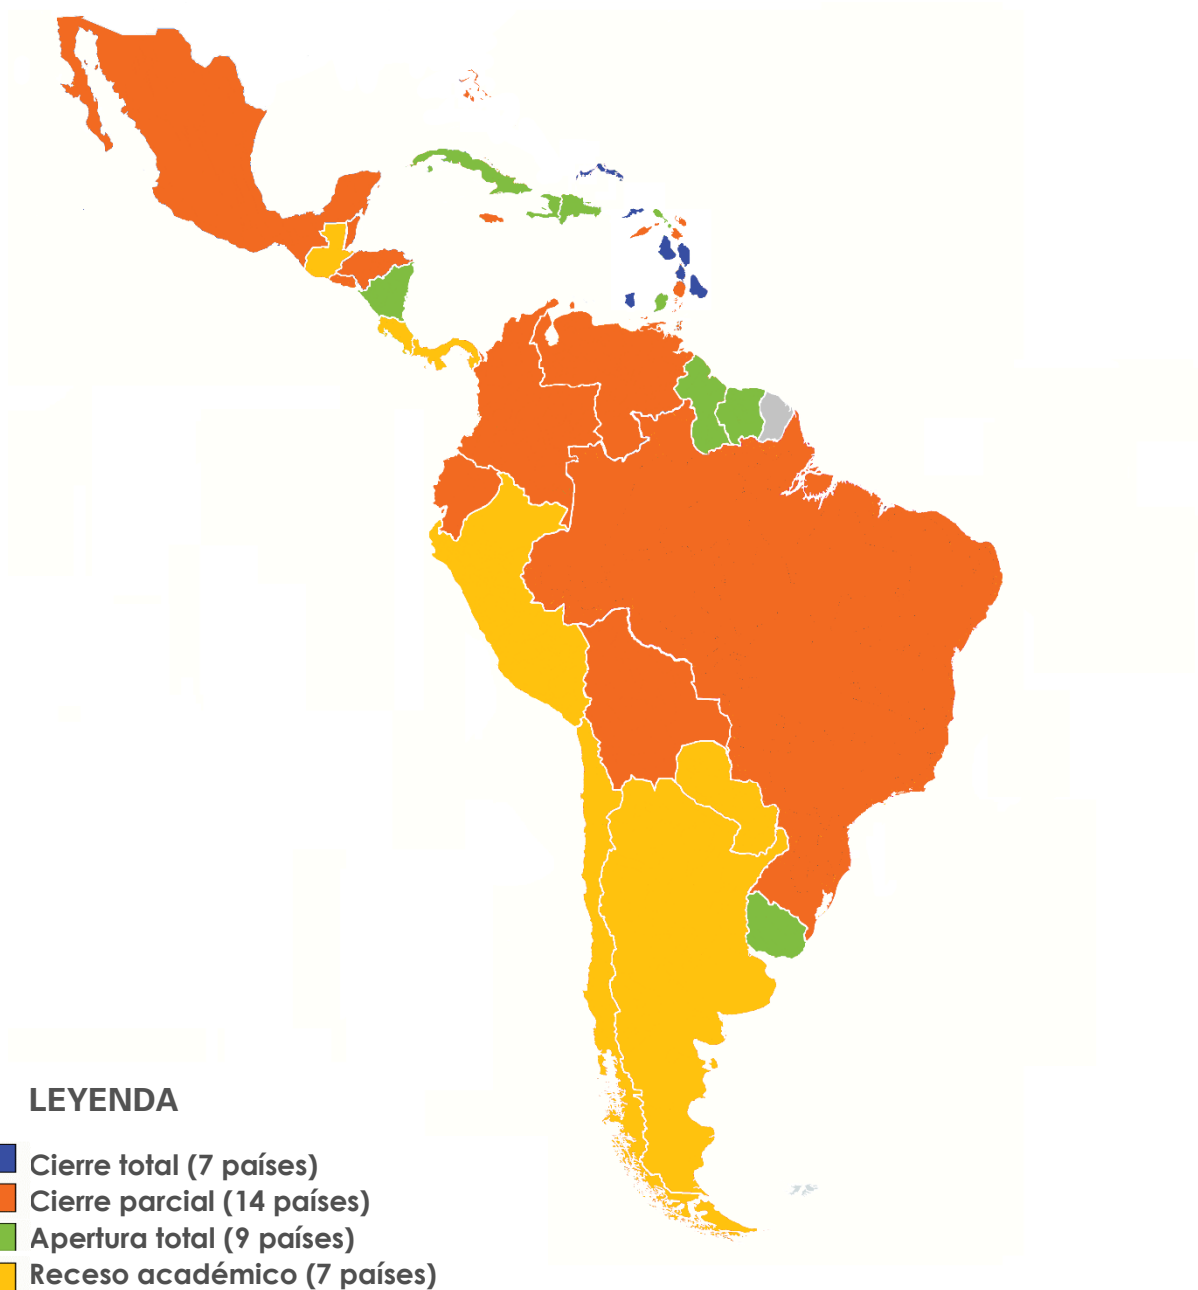 LEYENDA
Cierre total (7 países)
Cierre parcial (14 países)
Apertura total (9 países)
Receso académico (7 países)